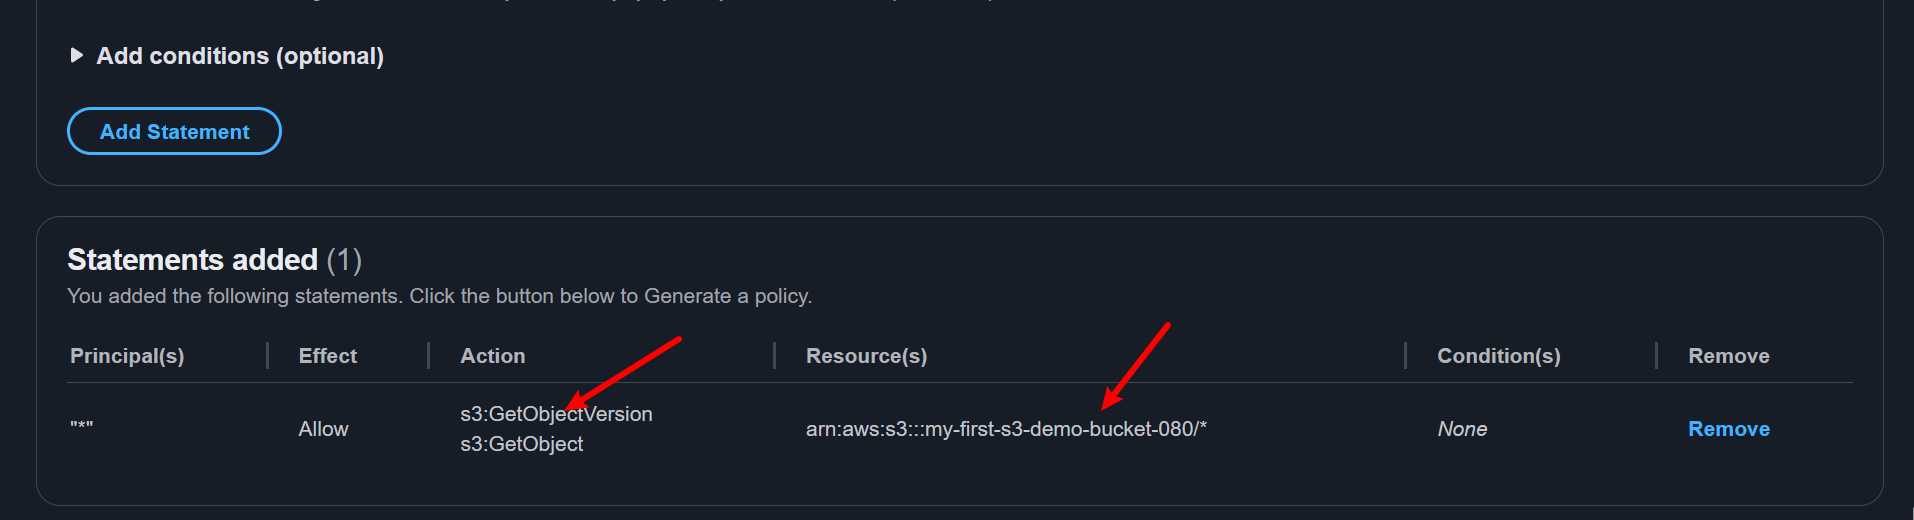 Add conditions (optional)
Add Statement
Statements added (1)
You added the following statements. Click the button below to Generate a policy.
Principal(s) Effect Action Resource(s) Condition(s) Remove
"*" Allow s3:GetObjectVersion arn:aws:s3:::my-first-s3-demo-bucket-080/* None Remove
s3:GetObject